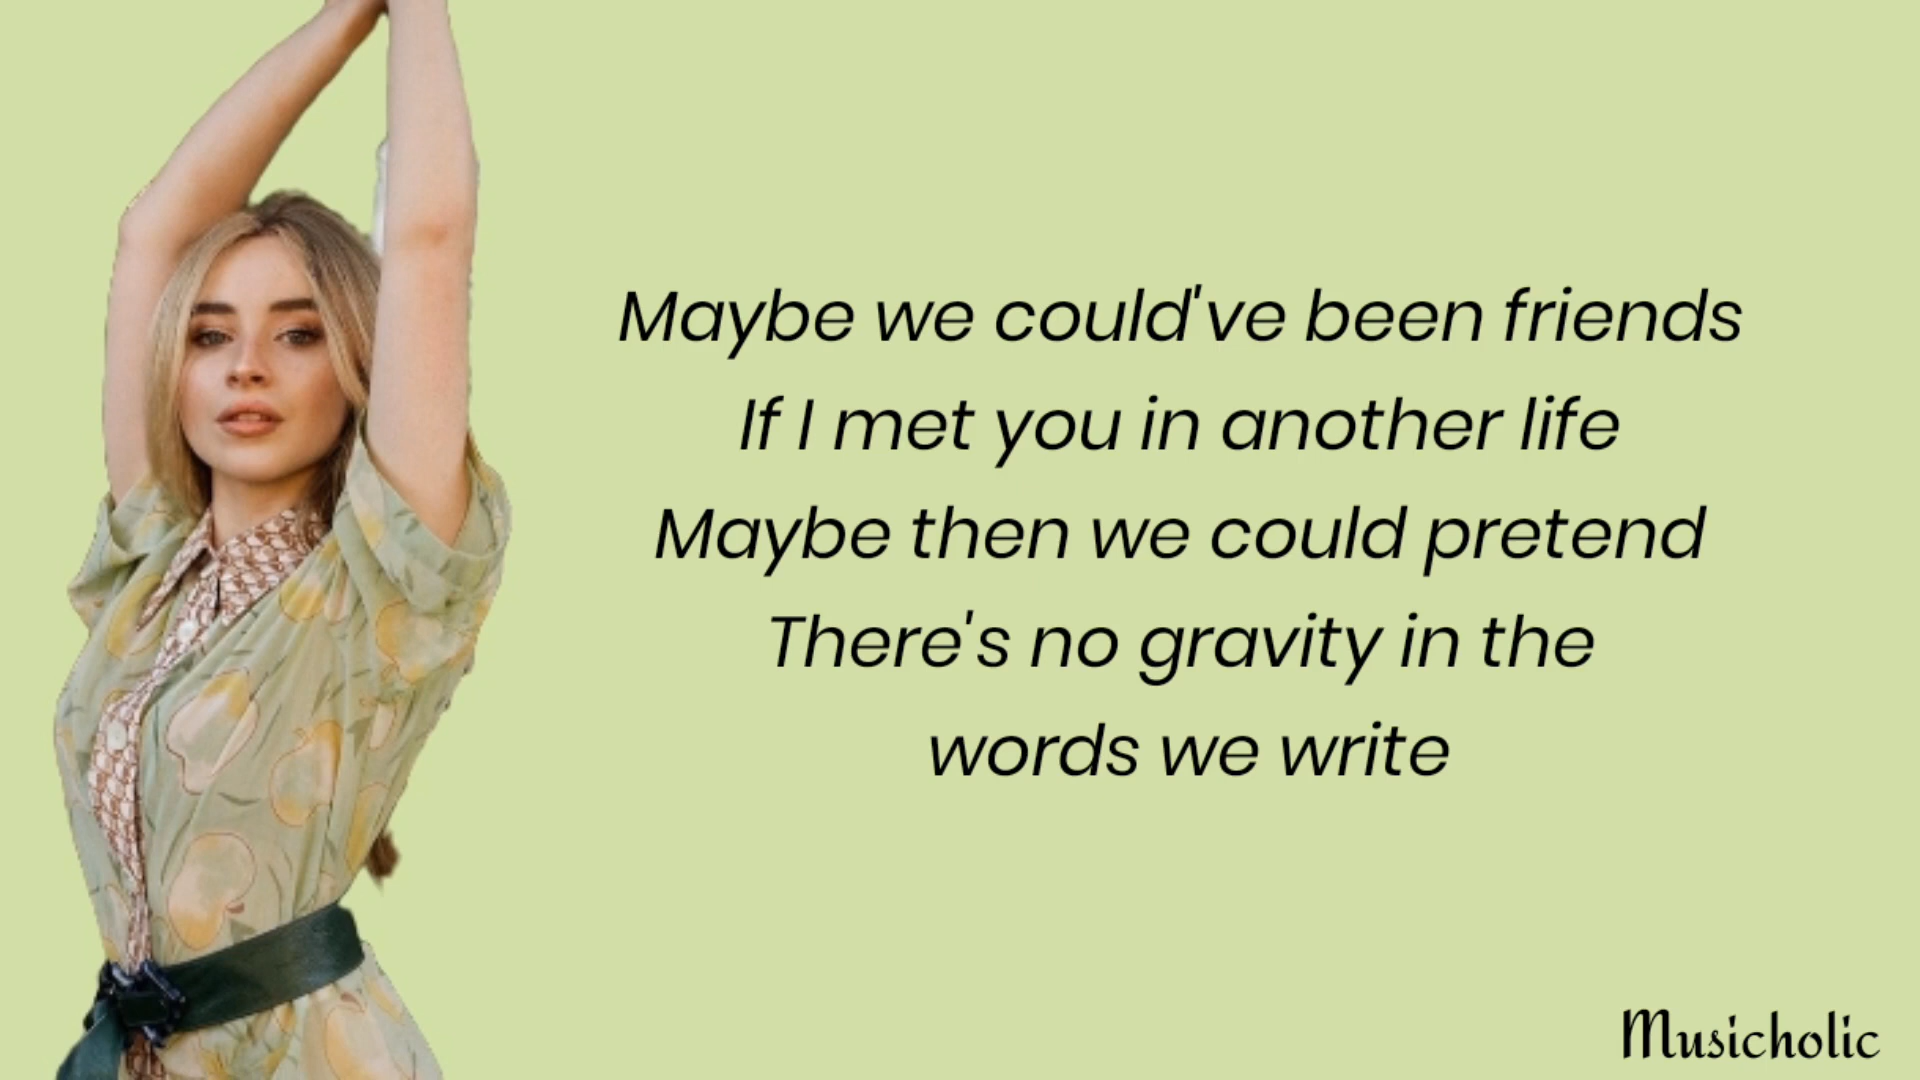 Maybe we could've been friends
If I met you in another life
Maybe then we could pretend
There's no gravity in the
words we write
Musicholic